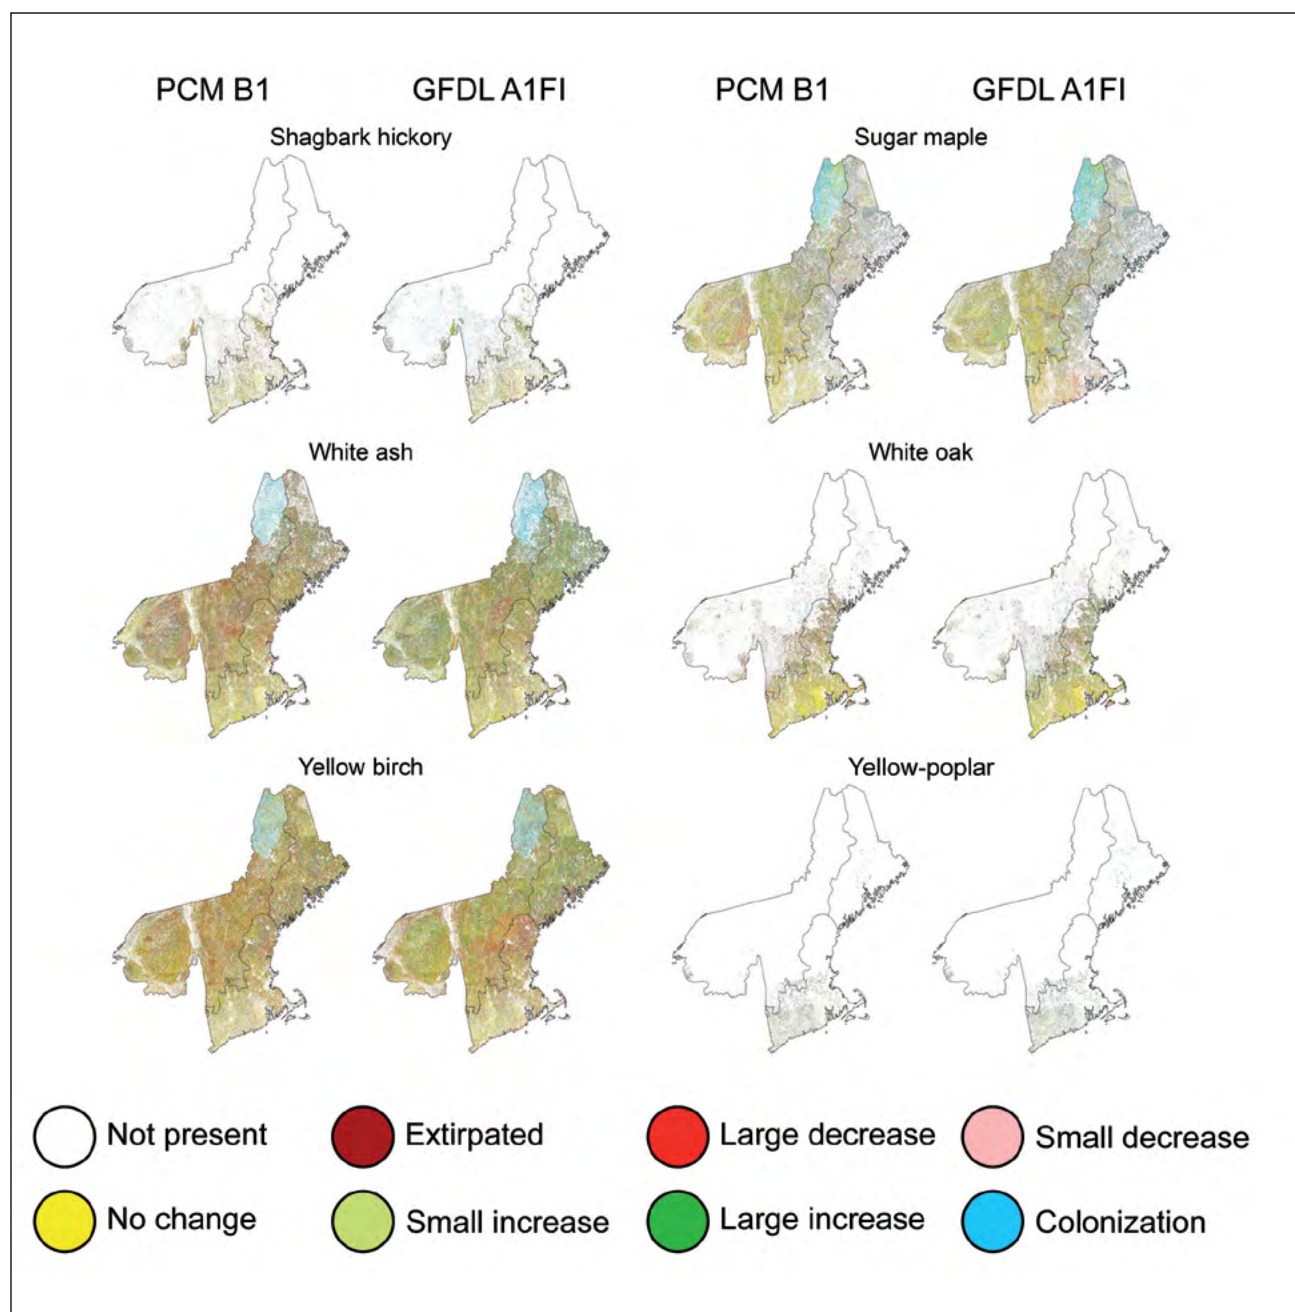 PCM B1 GFDL A1FI PCM B1 GFDL A1FI
Shagbark hickory Sugar maple
White ash White oak
Yellow birch Yellow-poplar
Not present Extirpated Large decrease Small decrease
No change Small increase Large increase Colonization